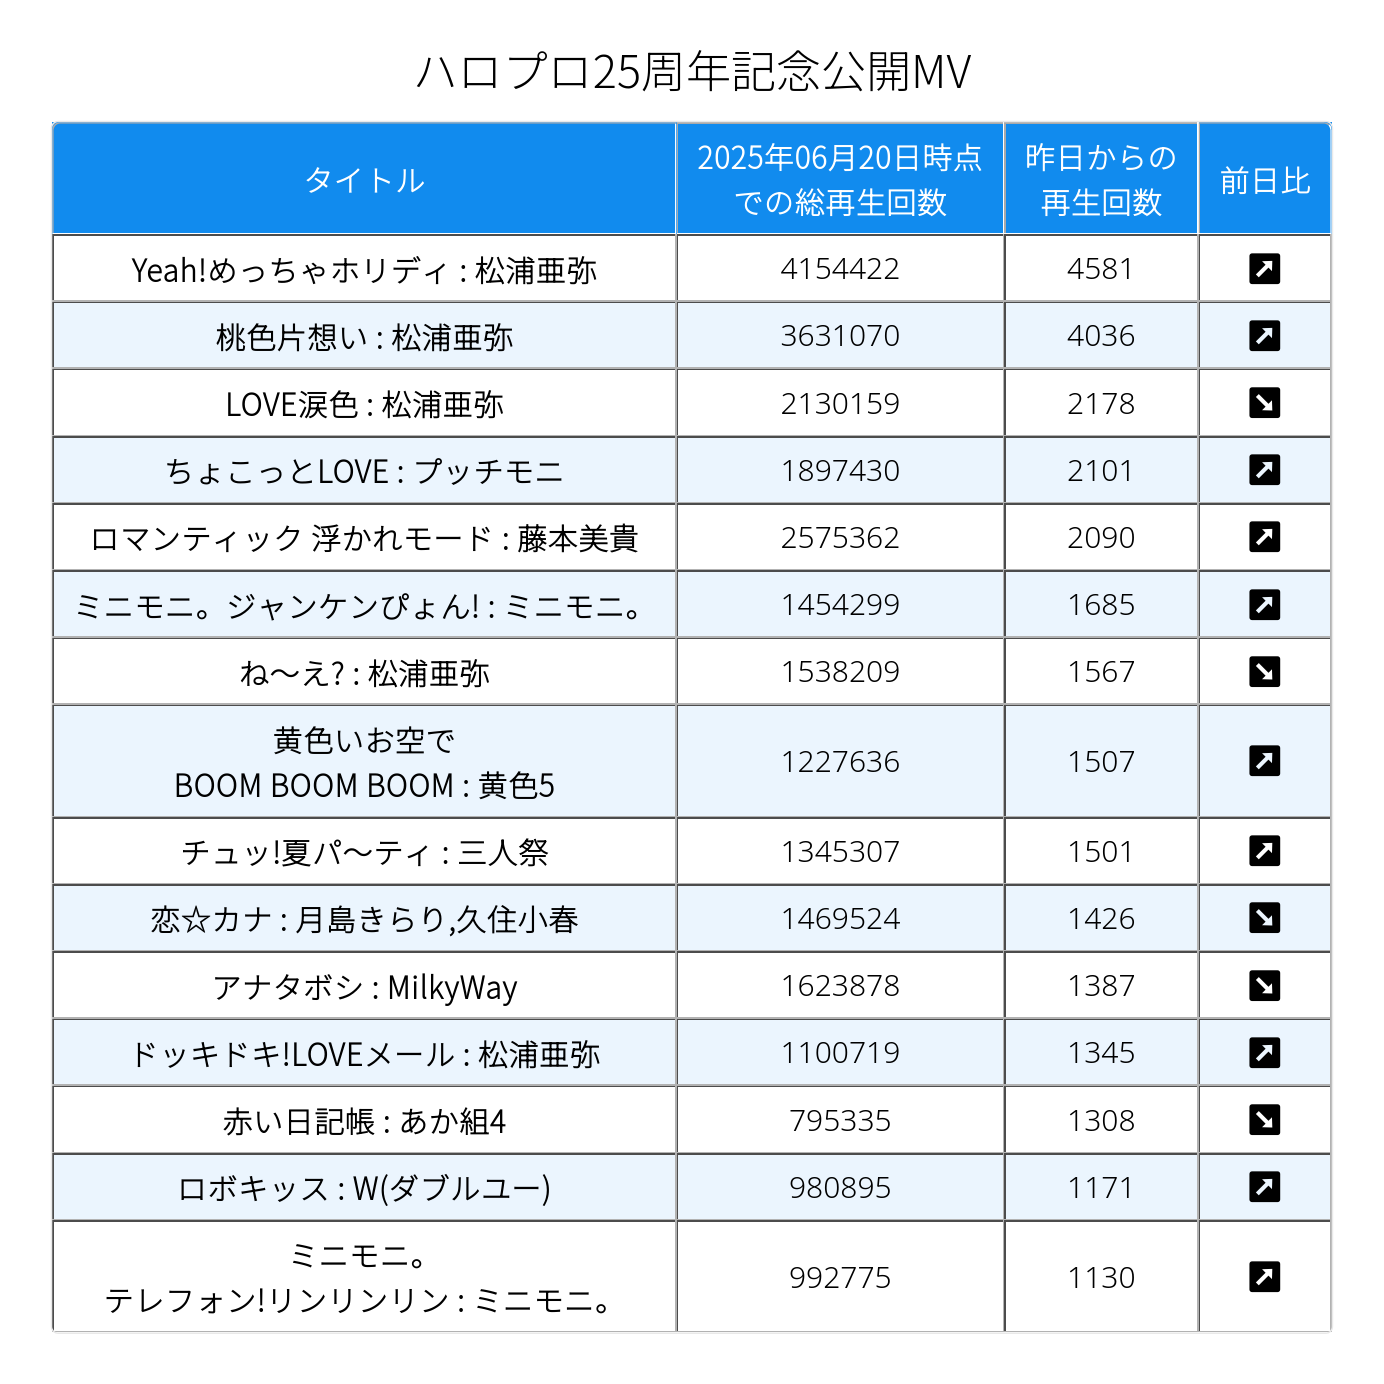 ハロプロ25周年記念公開MV
タイトル
2025年06月20日時点
での総再生回数
昨日からの
再生回数
前日比
Yeah!めっちゃホリディ : 松浦亜弥 4154422 4581 ↗
桃色片想い : 松浦亜弥 3631070 4036 ↗
LOVE涙色 : 松浦亜弥 2130159 2178 ↘
ちょこっとLOVE : プッチモニ 1897430 2101 ↗
ロマンティック 浮かれモード : 藤本美貴 2575362 2090 ↗
ミニモニ。ジャンケンぴょん! : ミニモニ。 1454299 1685 ↗
ね〜え? : 松浦亜弥 1538209 1567 ↘
黄色いお空で
BOOM BOOM BOOM : 黄色5 1227636 1507 ↗
チュッ!夏パ〜ティ : 三人祭 1345307 1501 ↗
恋☆カナ : 月島きらり,久住小春 1469524 1426 ↘
アナタボシ : MilkyWay 1623878 1387 ↘
ドッキドキ!LOVEメール : 松浦亜弥 1100719 1345 ↗
赤い日記帳 : あか組4 795335 1308 ↘
ロボキッス : W(ダブルユー) 980895 1171 ↗
ミニモニ。
テレフォン!リンリンリン : ミニモニ。 992775 1130 ↗